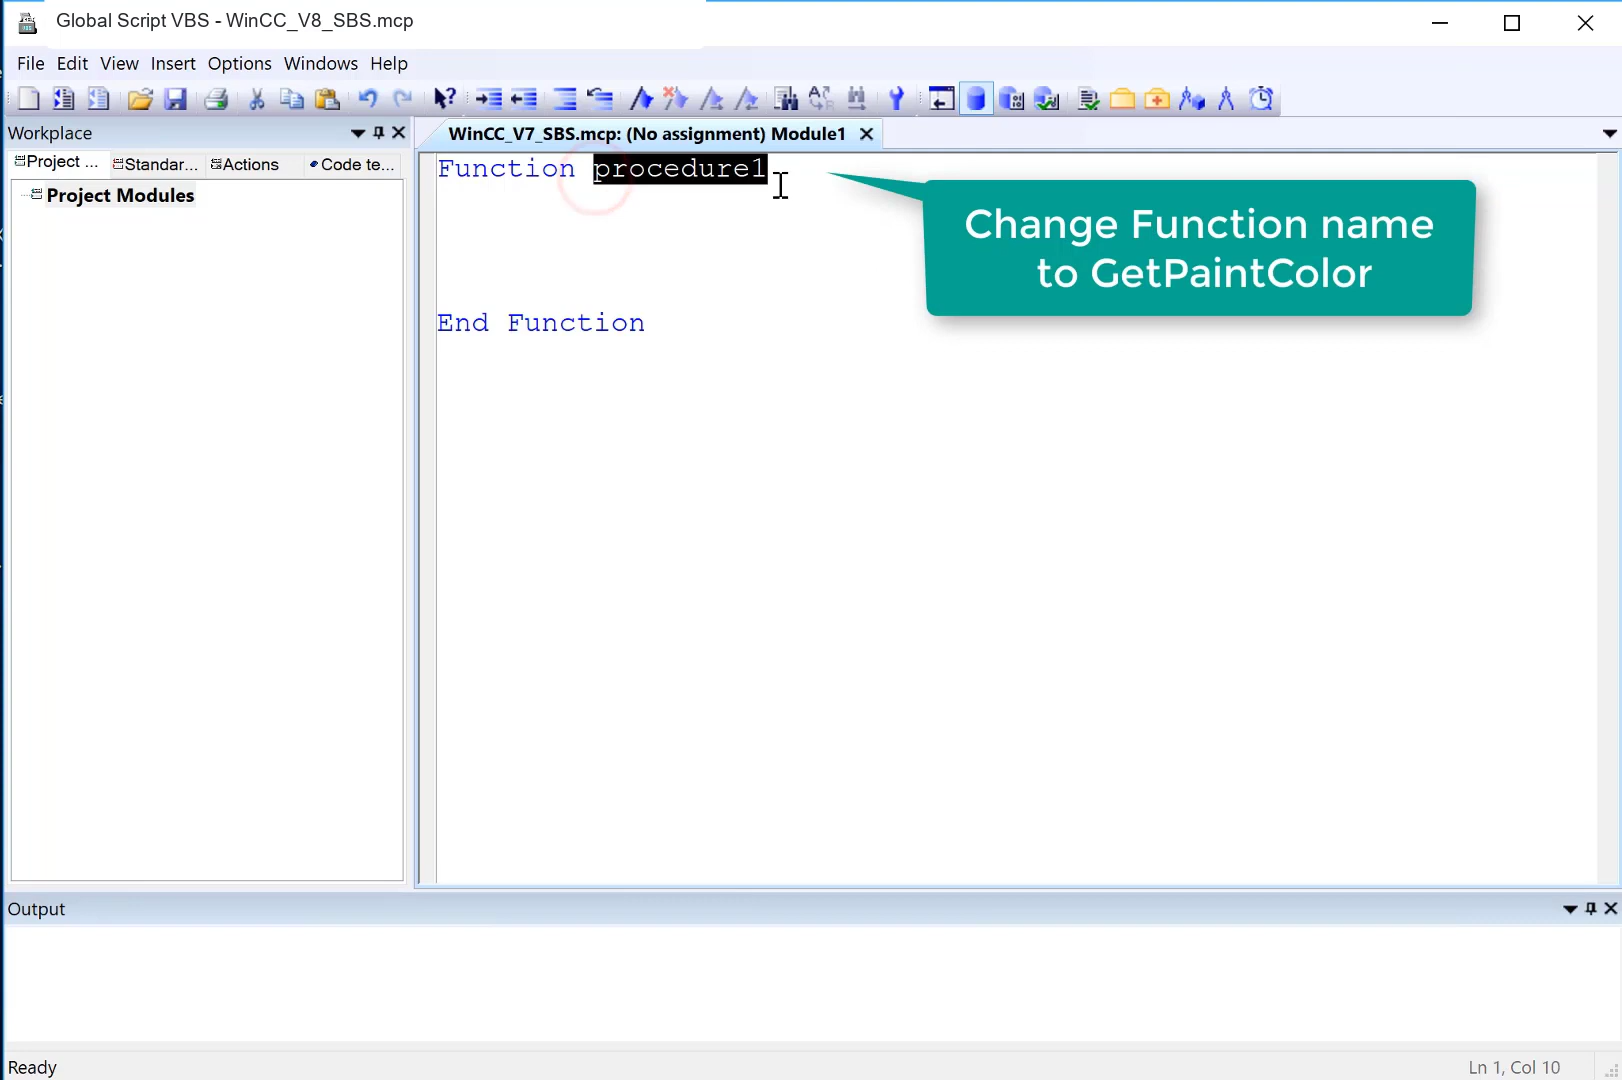 Global Script VBS - WinCC_V8_SBS.mcp
File Edit View Insert Options Windows Help
Workplace
WinCC_V7_SBS.mcp: (No assignment) Module1
Project ... Standar... Actions Code te...
Project Modules
Function procedure1
End Function
Change Function name
to GetPaintColor
Output
Ready
Ln 1, Col 10